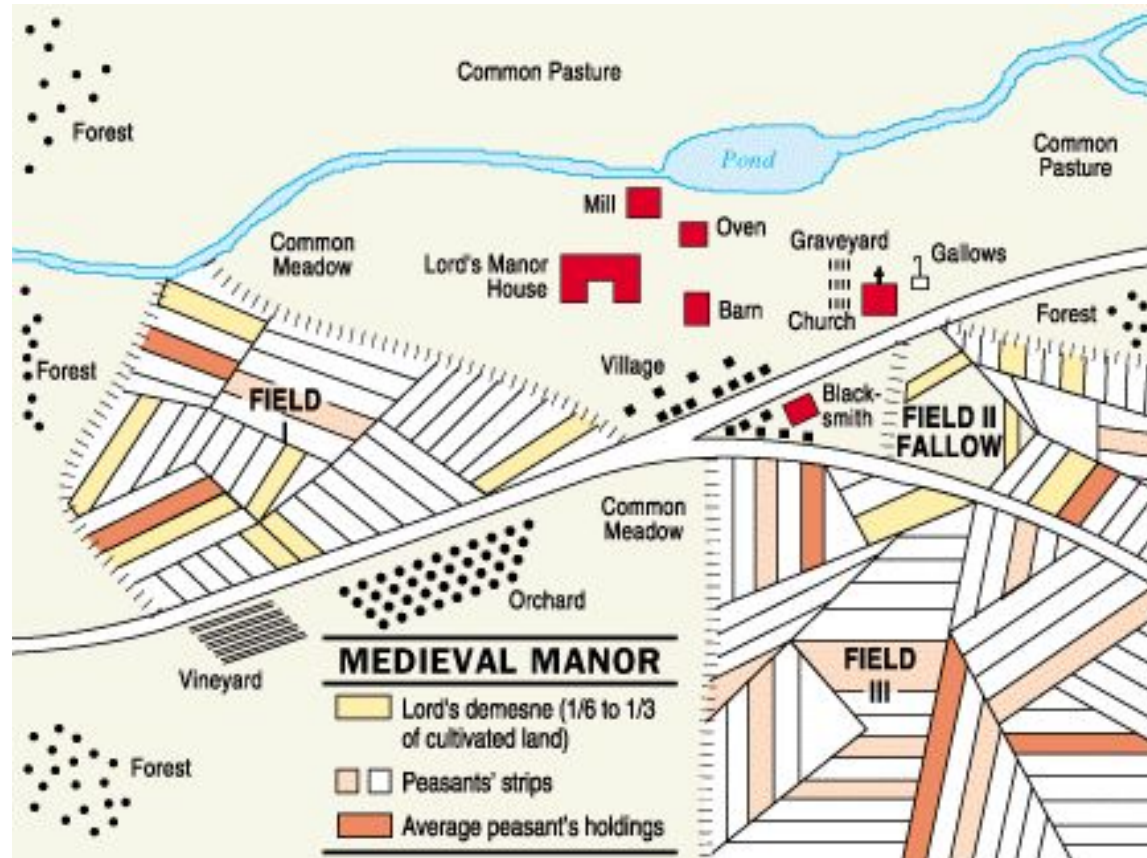 Common Pasture
Forest
Pond
Common
Pasture
Mill
Oven
Graveyard
Gallows
Common
Meadow
Lord's Manor
House
Barn
Church
Forest
Forest
Village
FIELD
I
Black-
smith
FIELD II
FALLOW
Common
Meadow
Orchard
Vineyard
FIELD
III
Forest
MEDIEVAL MANOR
Lord's demesne (1/6 to 1/3
of cultivated land)
Peasants' strips
Average peasant's holdings